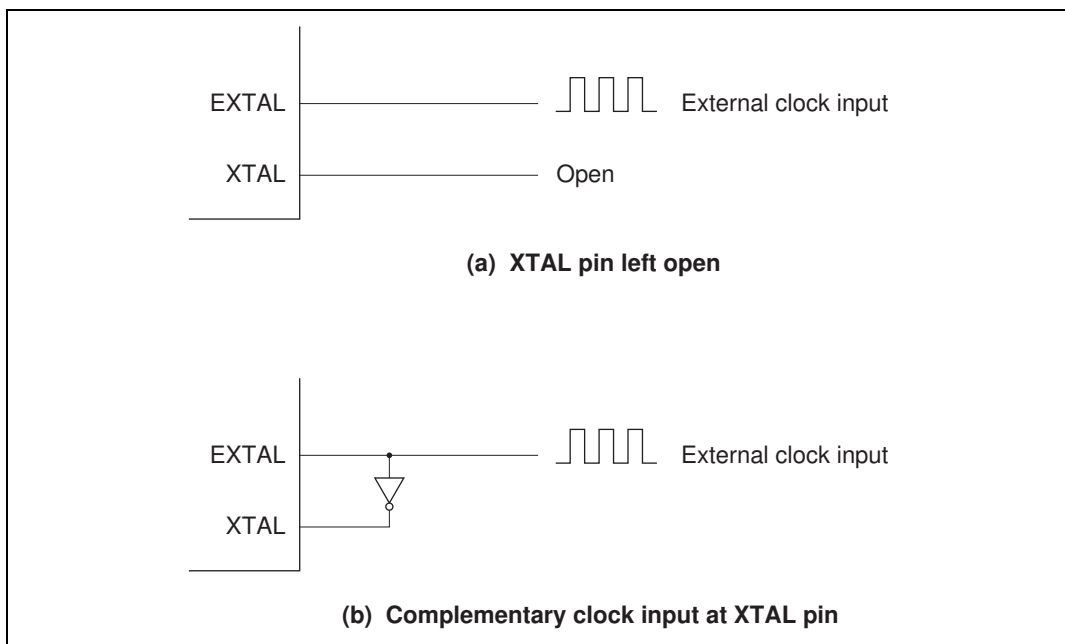 EXTAL
External clock input
XTAL
Open
(a) XTAL pin left open
EXTAL
External clock input
XTAL
(b) Complementary clock input at XTAL pin